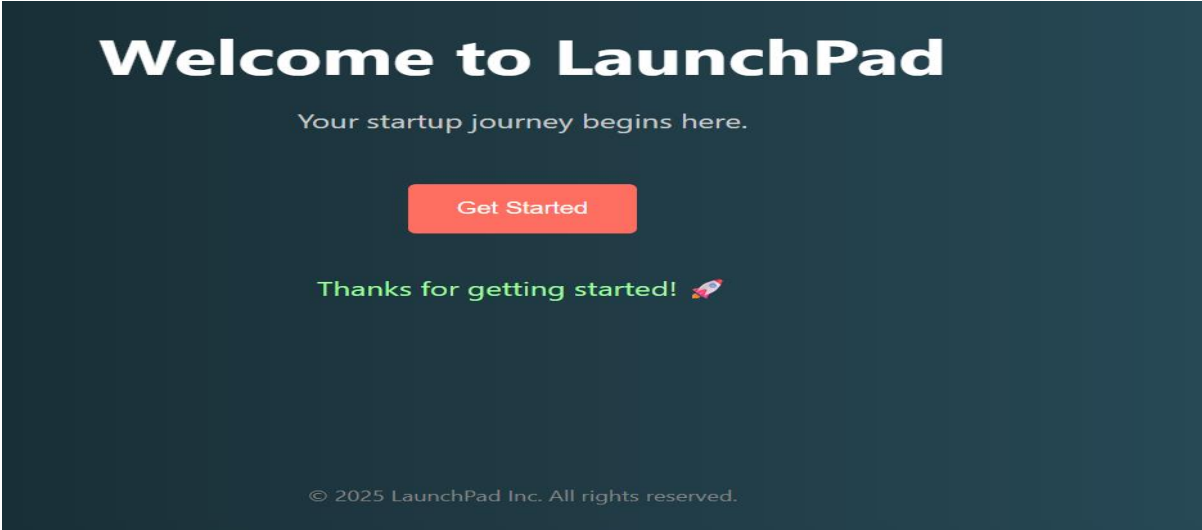 Welcome to LaunchPad
Your startup journey begins here.
Get Started
Thanks for getting started! 🚀
© 2025 LaunchPad Inc. All rights reserved.